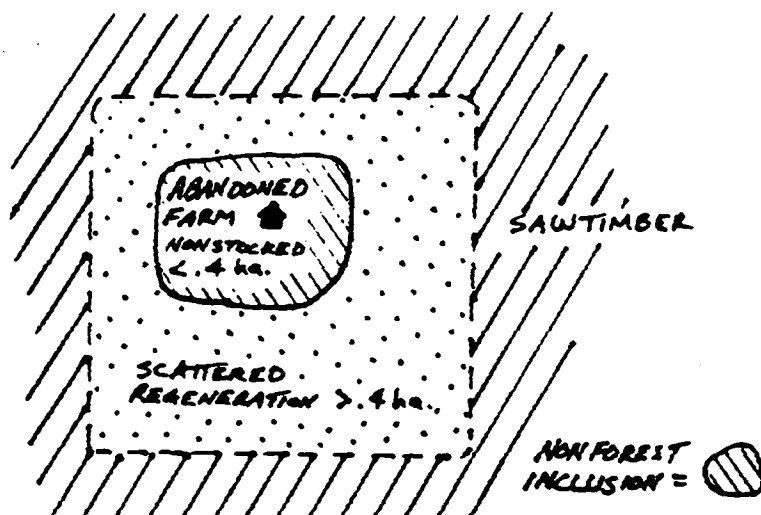 ABANDONED
FARM
NONSTOCKED
< .4 ha.
SAWTIMBER
SCATTERED
REGENERATION > .4 ha.
NONFOREST
INCLUSION =